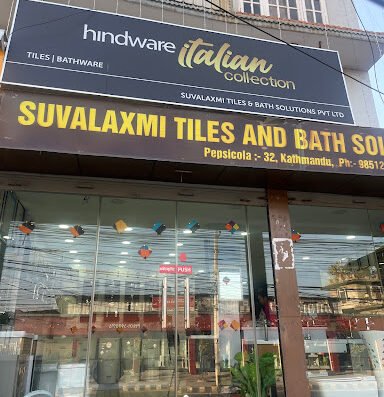 hindware italian
collection
TILES | BATHWARE
SUVALAXMI TILES & BATH SOLUTIONS PVT LTD
SUVALAXMI TILES AND BATH SOL
Pepsicola :- 32, Kathmandu, Ph:- 98512
PUSH